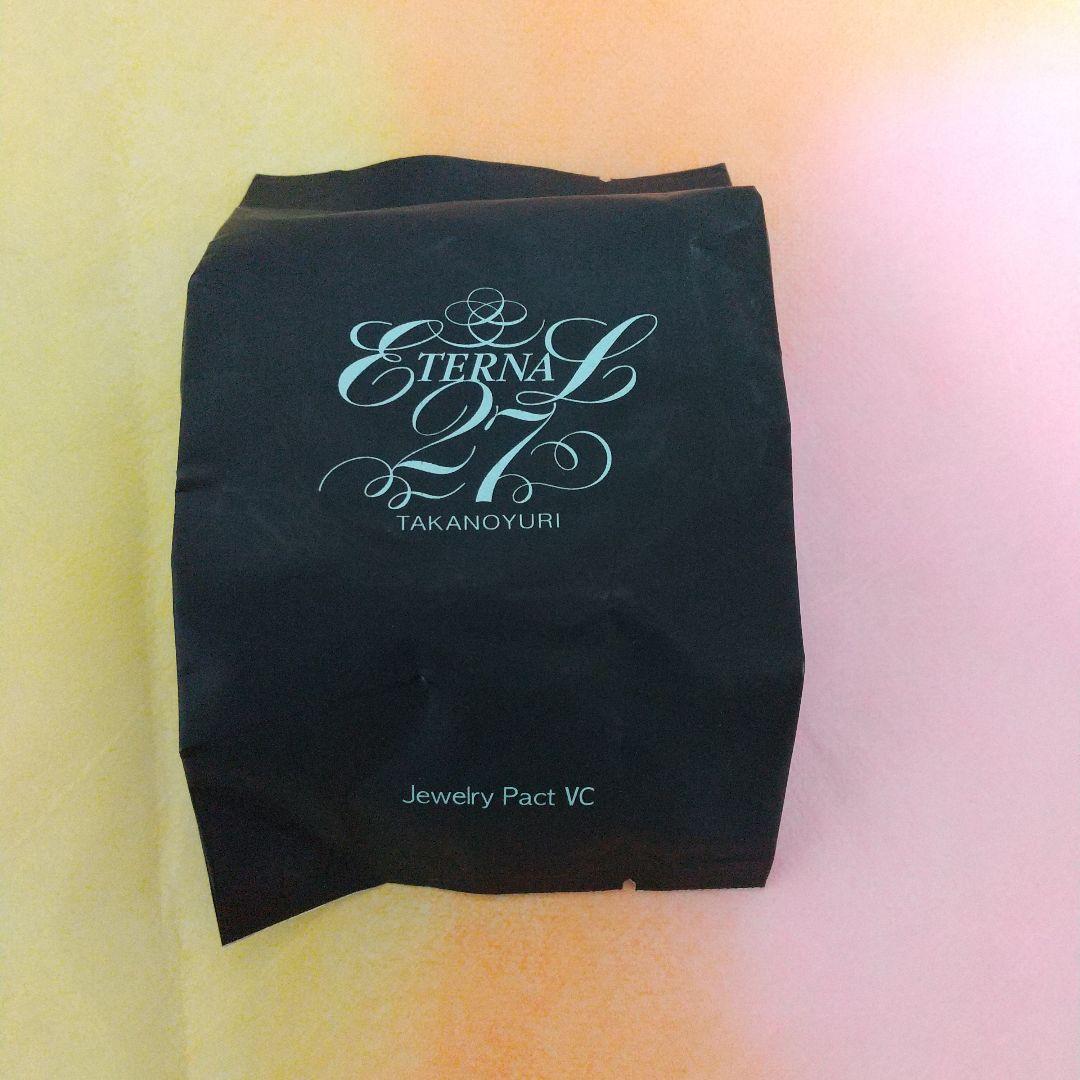 ETERNAL
27
TAKANOYURI
Jewelry Pact VC